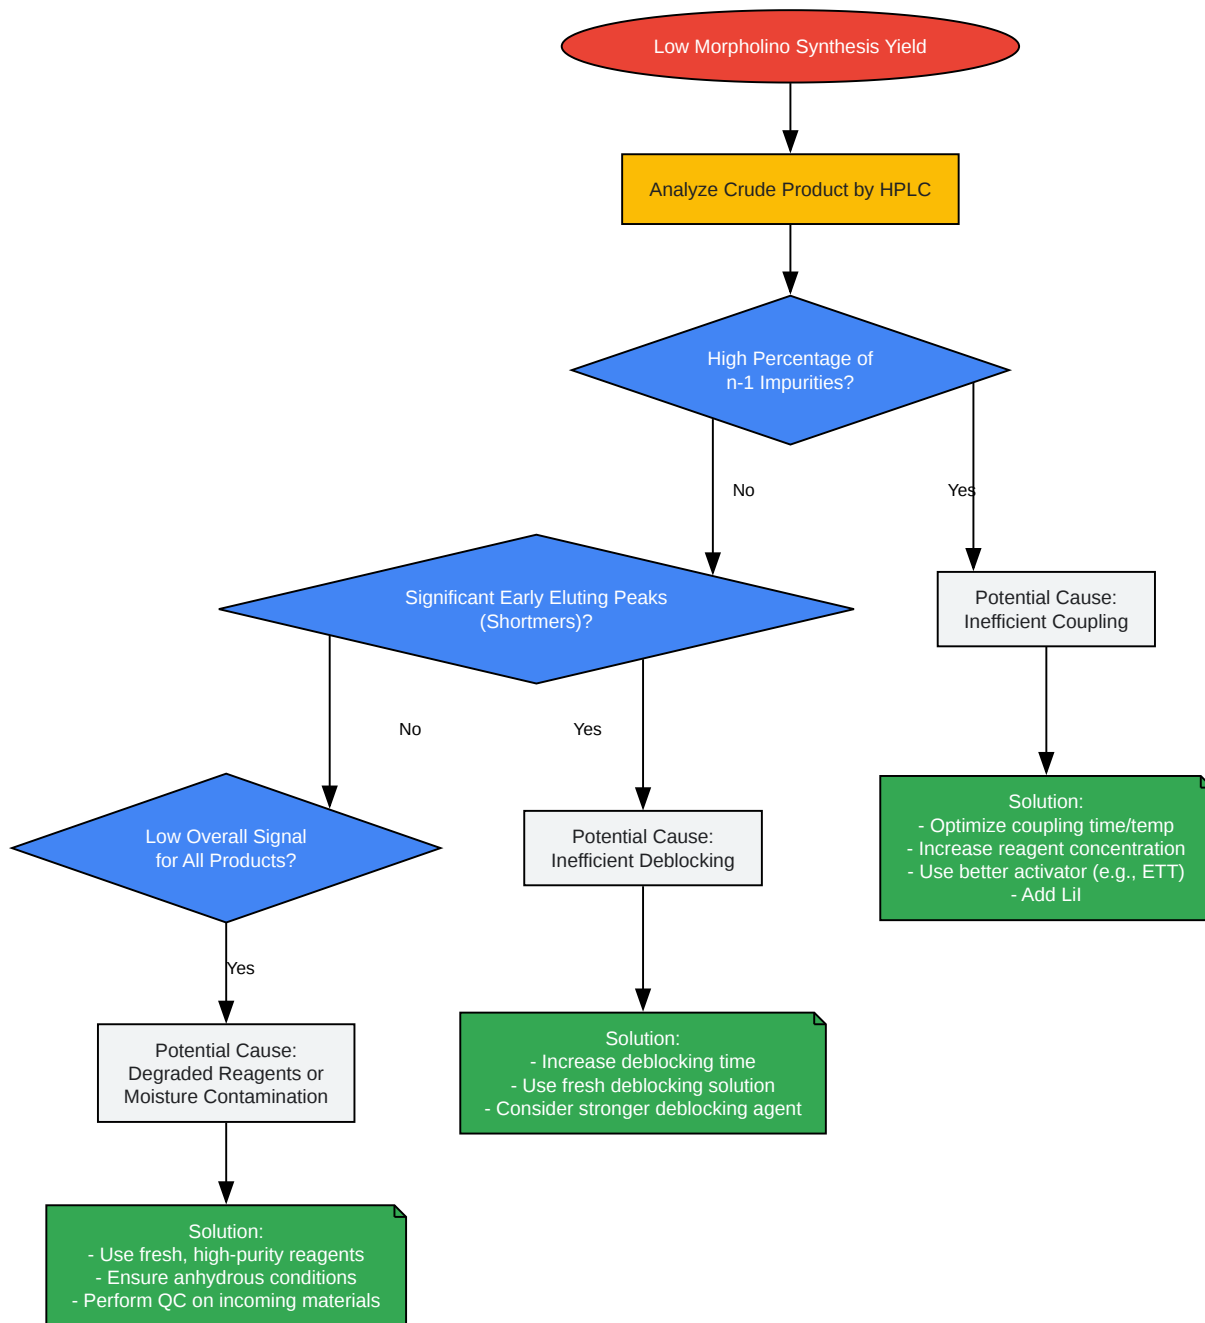 Low Morpholino Synthesis Yield
Analyze Crude Product by HPLC
High Percentage of
n-1 Impurities?
No
Yes
Significant Early Eluting Peaks
(Shortmers)?
Potential Cause:
Inefficient Coupling
No
Yes
Low Overall Signal
for All Products?
Potential Cause:
Inefficient Deblocking
Solution:
- Optimize coupling time/temp
- Increase reagent concentration
- Use better activator (e.g., ETT)
- Add LiI
Yes
Potential Cause:
Degraded Reagents or
Moisture Contamination
Solution:
- Increase deblocking time
- Use fresh deblocking solution
- Consider stronger deblocking agent
Solution:
- Use fresh, high-purity reagents
- Ensure anhydrous conditions
- Perform QC on incoming materials